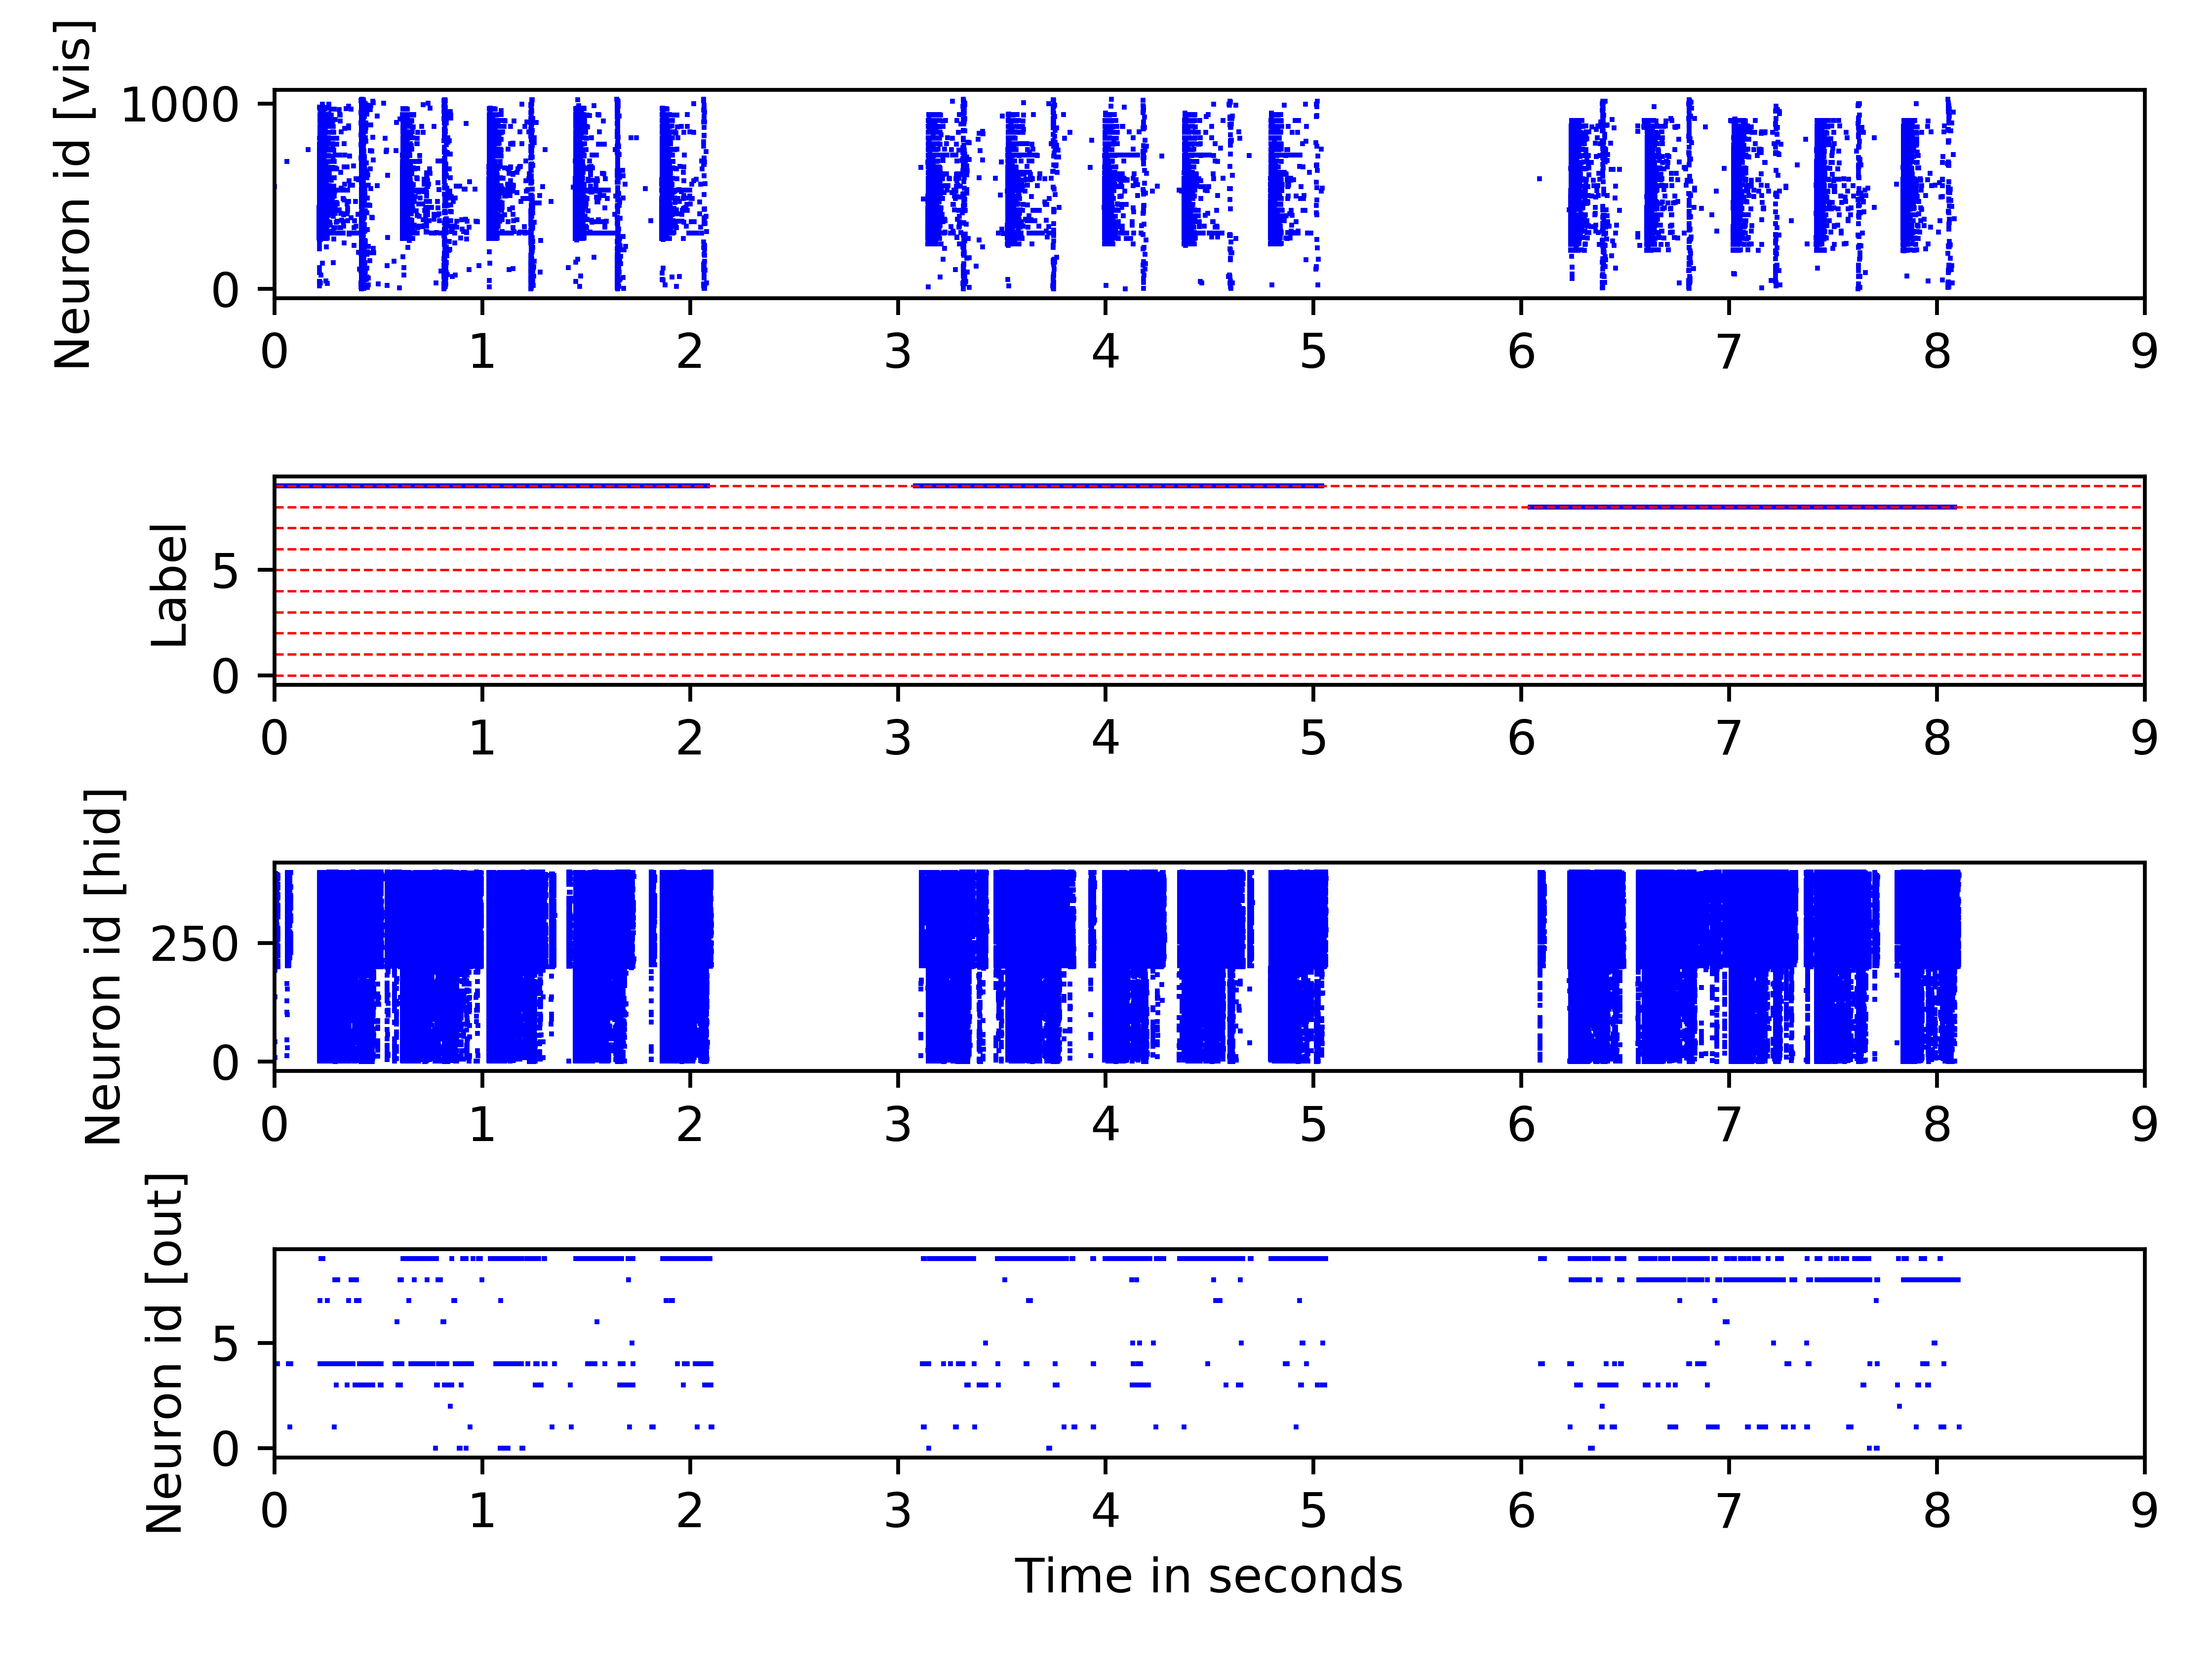 Neuron id [vis]
1000
0
0 1 2 3 4 5 6 7 8 9
Label
5
0
0 1 2 3 4 5 6 7 8 9
Neuron id [hid]
250
0
0 1 2 3 4 5 6 7 8 9
Neuron id [out]
5
0
0 1 2 3 4 5 6 7 8 9
Time in seconds